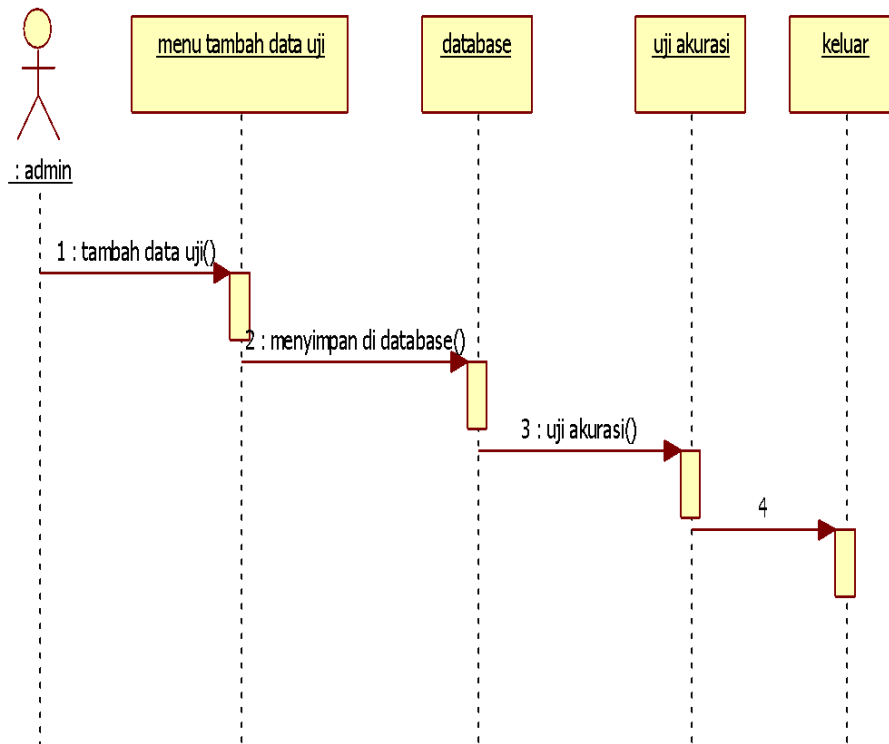 menu tambah data uji
database
uji akurasi
keluar
: admin
1 : tambah data uji()
2 : menyimpan di database()
3 : uji akurasi()
4